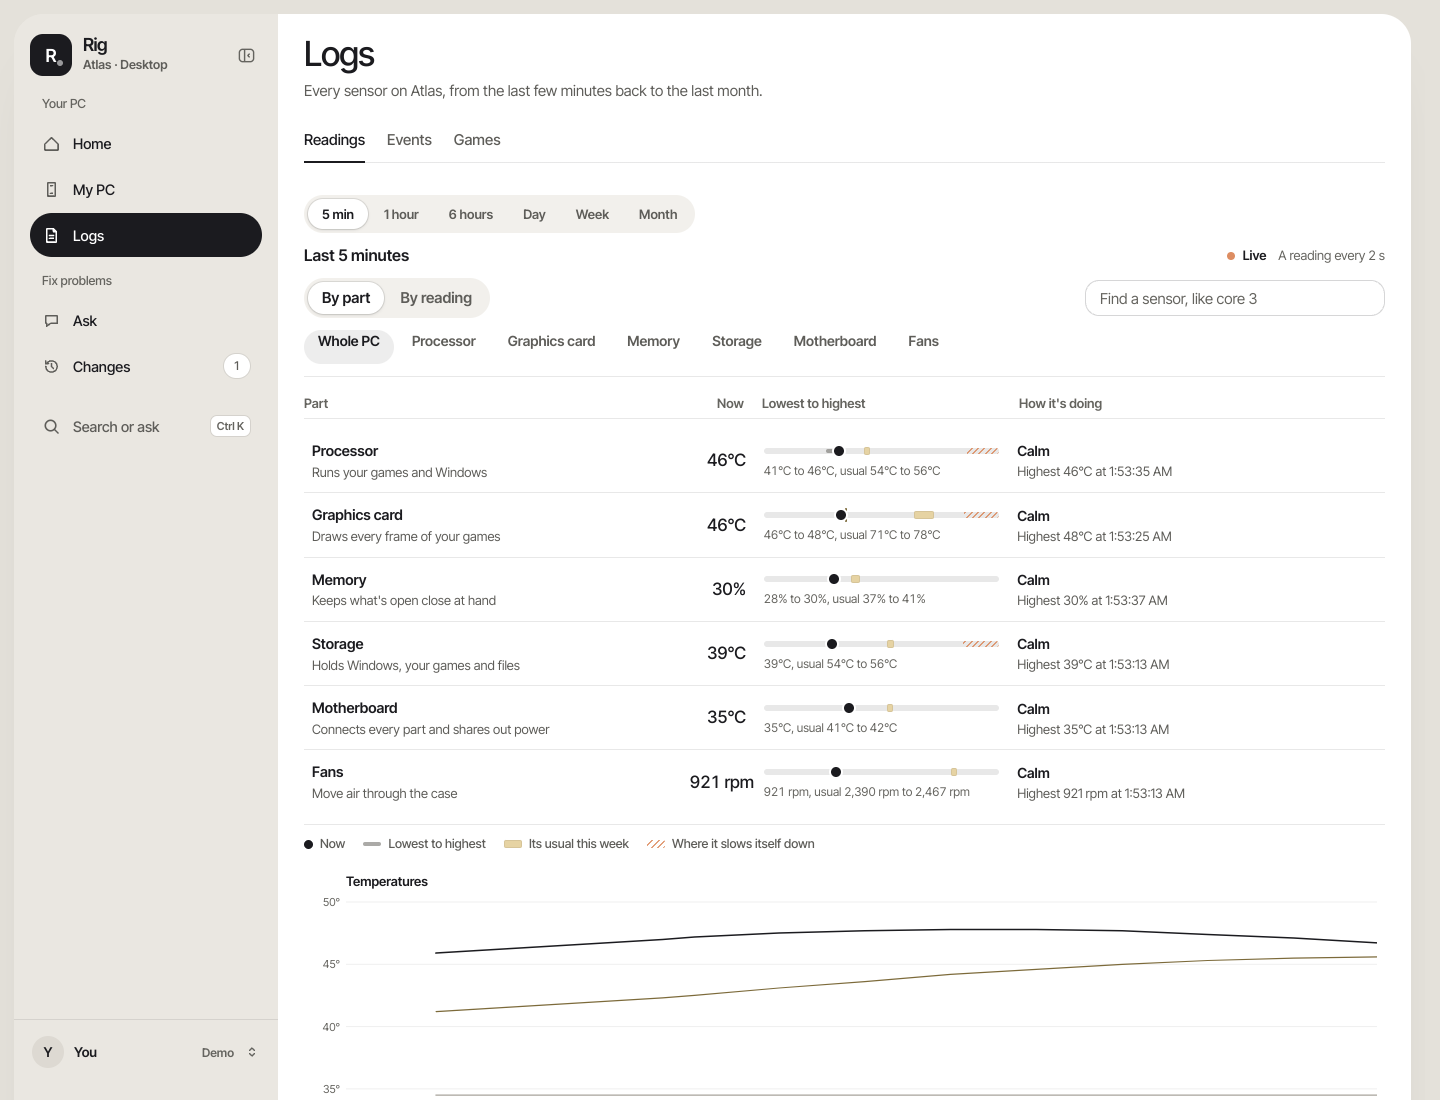 R
Rig
Atlas · Desktop
Your PC
Home
My PC
Logs
Fix problems
Ask
Changes 1
Search or ask Ctrl K
Y You Demo
Logs
Every sensor on Atlas, from the last few minutes back to the last month.
Readings Events Games
5 min 1 hour 6 hours Day Week Month
Last 5 minutes
Live A reading every 2 s
By part By reading
Find a sensor, like core 3
Whole PC Processor Graphics card Memory Storage Motherboard Fans
Part Now Lowest to highest How it's doing
Processor
Runs your games and Windows
46°C
41°C to 46°C, usual 54°C to 56°C
Calm
Highest 46°C at 1:53:35 AM
Graphics card
Draws every frame of your games
46°C
46°C to 48°C, usual 71°C to 78°C
Calm
Highest 48°C at 1:53:25 AM
Memory
Keeps what's open close at hand
30%
28% to 30%, usual 37% to 41%
Calm
Highest 30% at 1:53:37 AM
Storage
Holds Windows, your games and files
39°C
39°C, usual 54°C to 56°C
Calm
Highest 39°C at 1:53:13 AM
Motherboard
Connects every part and shares out power
35°C
35°C, usual 41°C to 42°C
Calm
Highest 35°C at 1:53:13 AM
Fans
Move air through the case
921 rpm
921 rpm, usual 2,390 rpm to 2,467 rpm
Calm
Highest 921 rpm at 1:53:13 AM
Now Lowest to highest Its usual this week Where it slows itself down
Temperatures
50°
45°
40°
35°